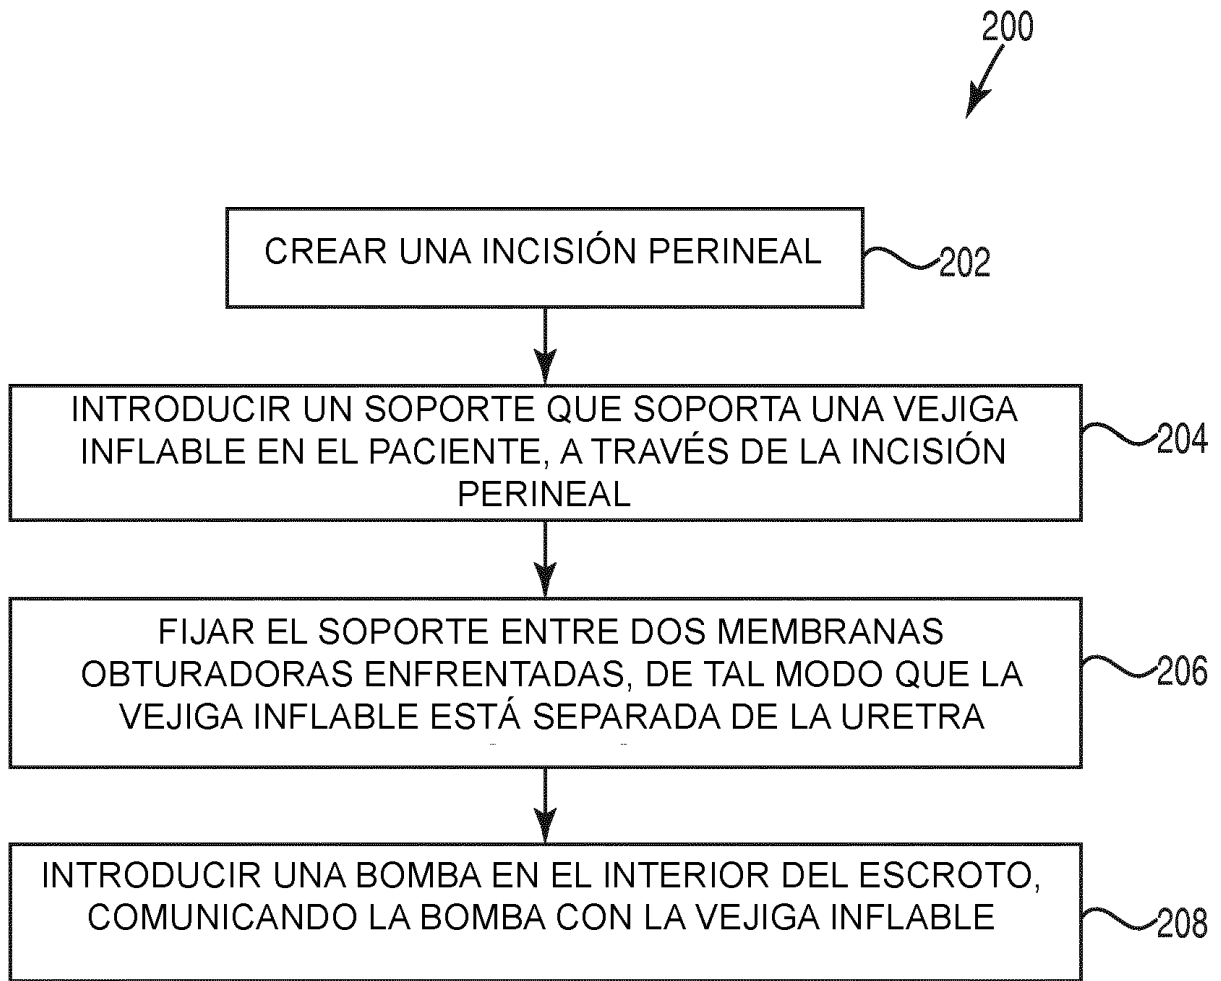 200
CREAR UNA INCISIÓN PERINEAL
202
INTRODUCIR UN SOPORTE QUE SOPORTA UNA VEJIGA
INFLABLE EN EL PACIENTE, A TRAVÉS DE LA INCISIÓN
PERINEAL
204
FIJAR EL SOPORTE ENTRE DOS MEMBRANAS
OBTURADORAS ENFRENTADAS, DE TAL MODO QUE LA
VEJIGA INFLABLE ESTÁ SEPARADA DE LA URETRA
206
INTRODUCIR UNA BOMBA EN EL INTERIOR DEL ESCROTO,
COMUNICANDO LA BOMBA CON LA VEJIGA INFLABLE
208